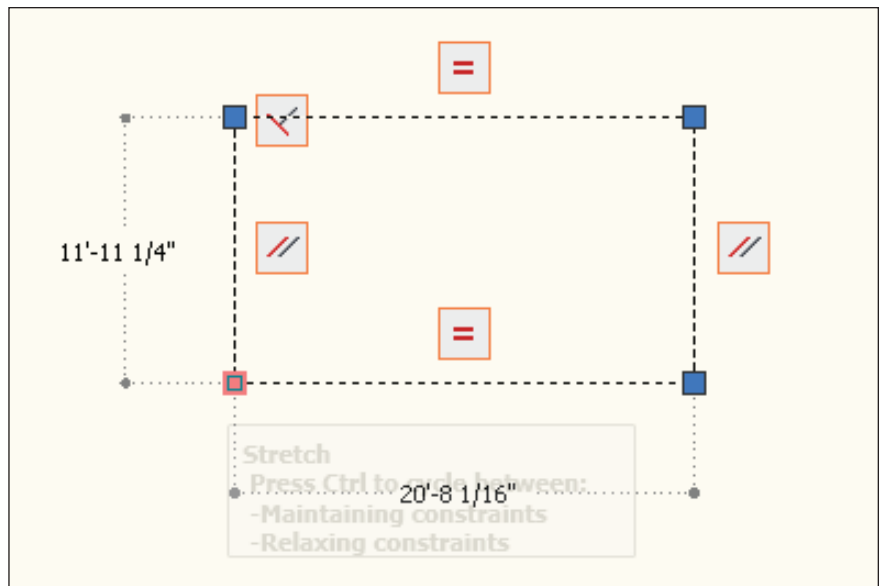 11'-11 1/4"
Stretch
Press Ctrl to cycle between:
20'-8 1/16"
-Maintaining constraints
-Relaxing constraints